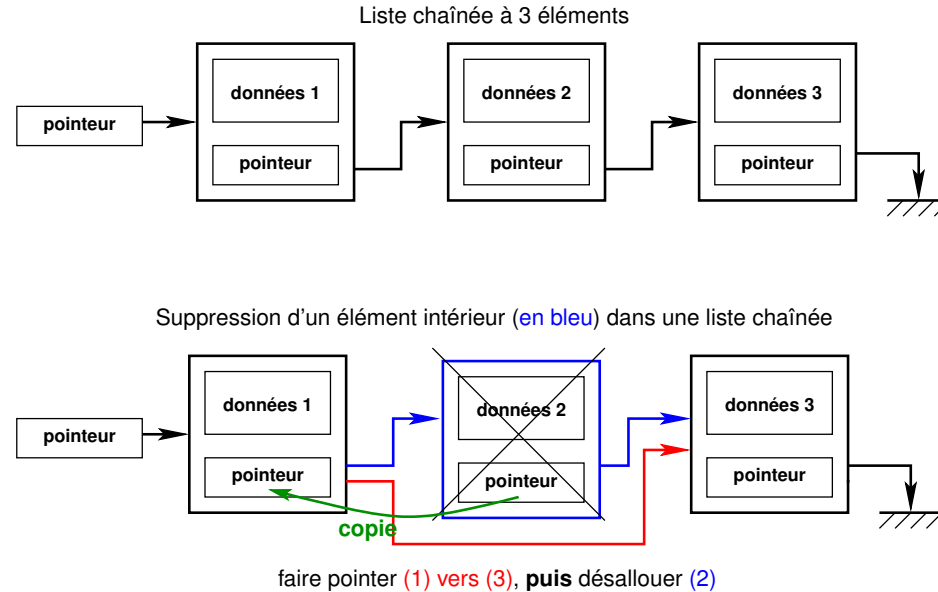 Liste chaînée à 3 éléments
données 1
données 2
données 3
pointeur
pointeur
pointeur
pointeur
Suppression d'un élément intérieur (en bleu) dans une liste chaînée
données 1
données 2
données 3
pointeur
pointeur
pointeur
pointeur
copie
faire pointer (1) vers (3), puis désallouer (2)